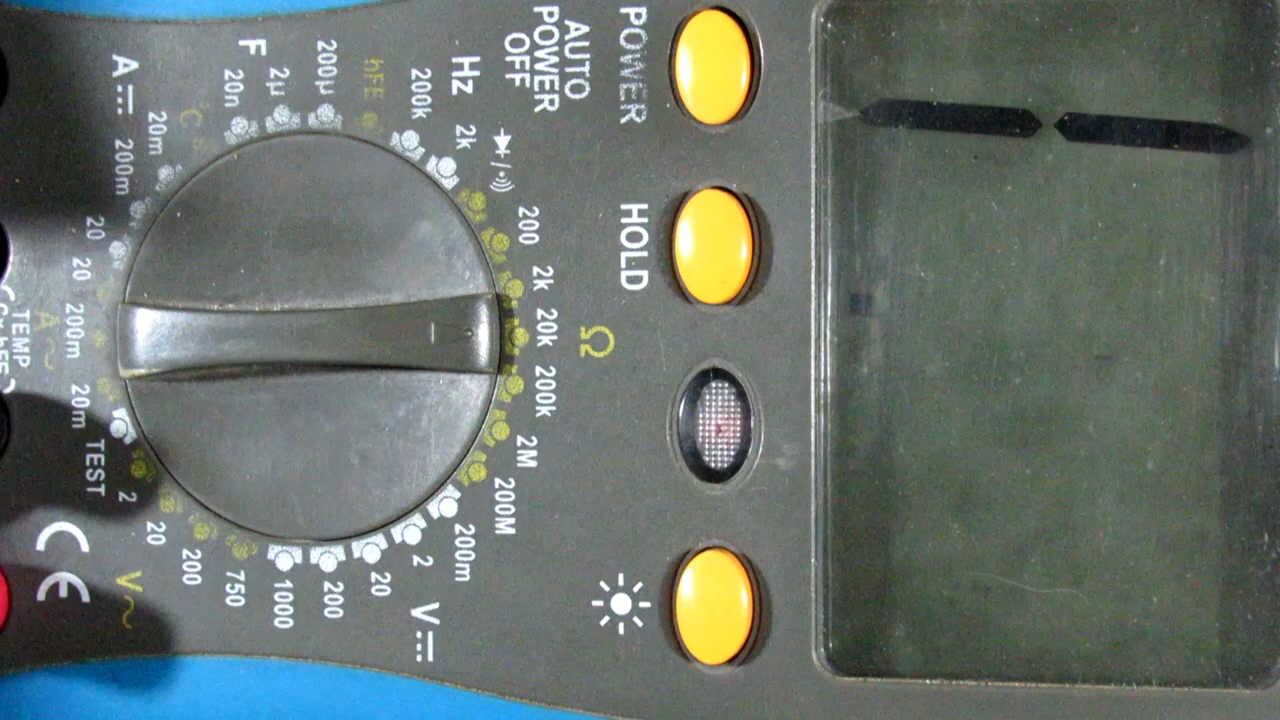 1
POWER
HOLD
AUTO
POWER
OFF
Ω
Hz
2k
200k
200
2k
20k
200k
2M
200M
200m
2
20
200
1000
V
hFE
200µ
2µ
20n
F
°C
20m
200m
20
A
20
200m
20m
A~
TEST
2
20
200
750
V~
TEMP
CE